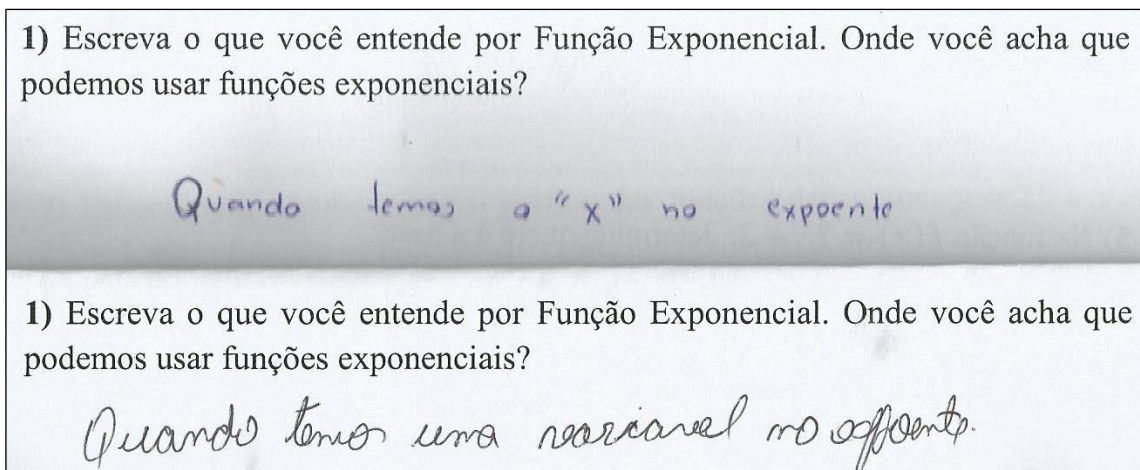 1) Escreva o que você entende por Função Exponencial. Onde você acha que
podemos usar funções exponenciais?
Quando temos o "x" no expoente
1) Escreva o que você entende por Função Exponencial. Onde você acha que
podemos usar funções exponenciais?
Quando temos uma variavel no expoente.